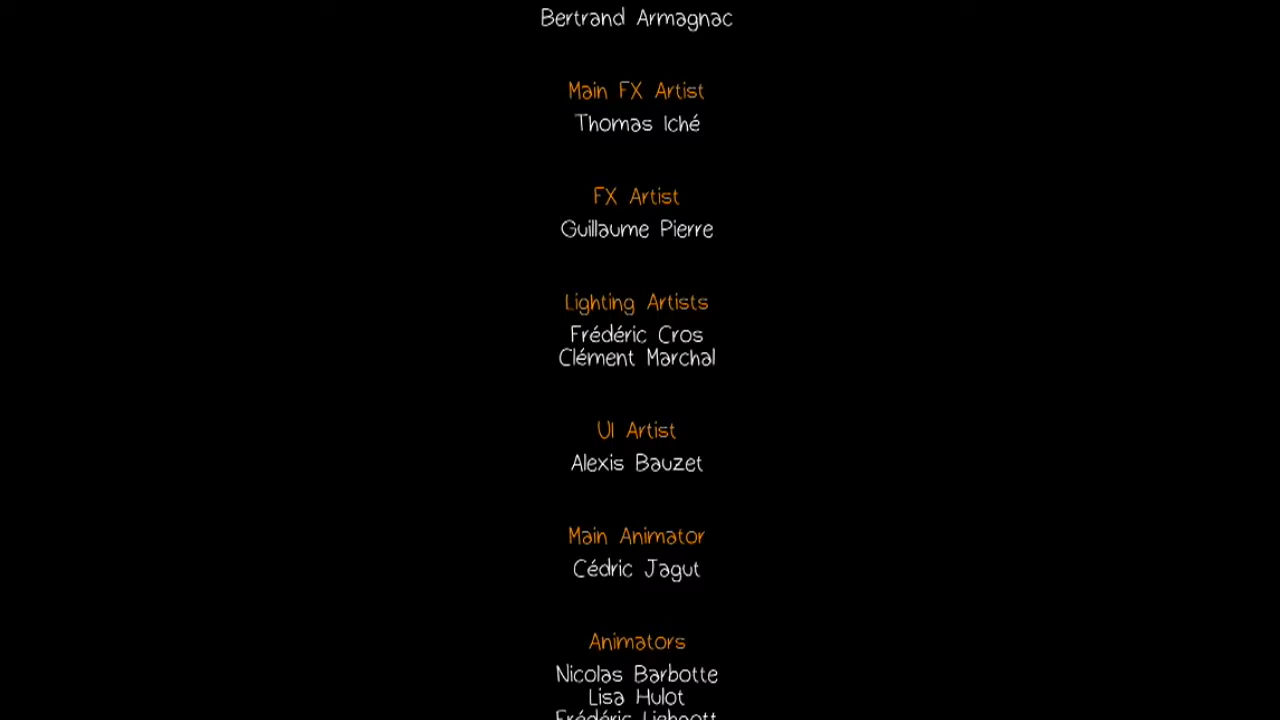 Bertrand Armagnac
Main FX Artist
Thomas Iché
FX Artist
Guillaume Pierre
Lighting Artists
Frédéric Cros
Clément Marchal
UI Artist
Alexis Bauzet
Main Animator
Cédric Jagut
Animators
Nicolas Barbotte
Lisa Hulot
Frédéric